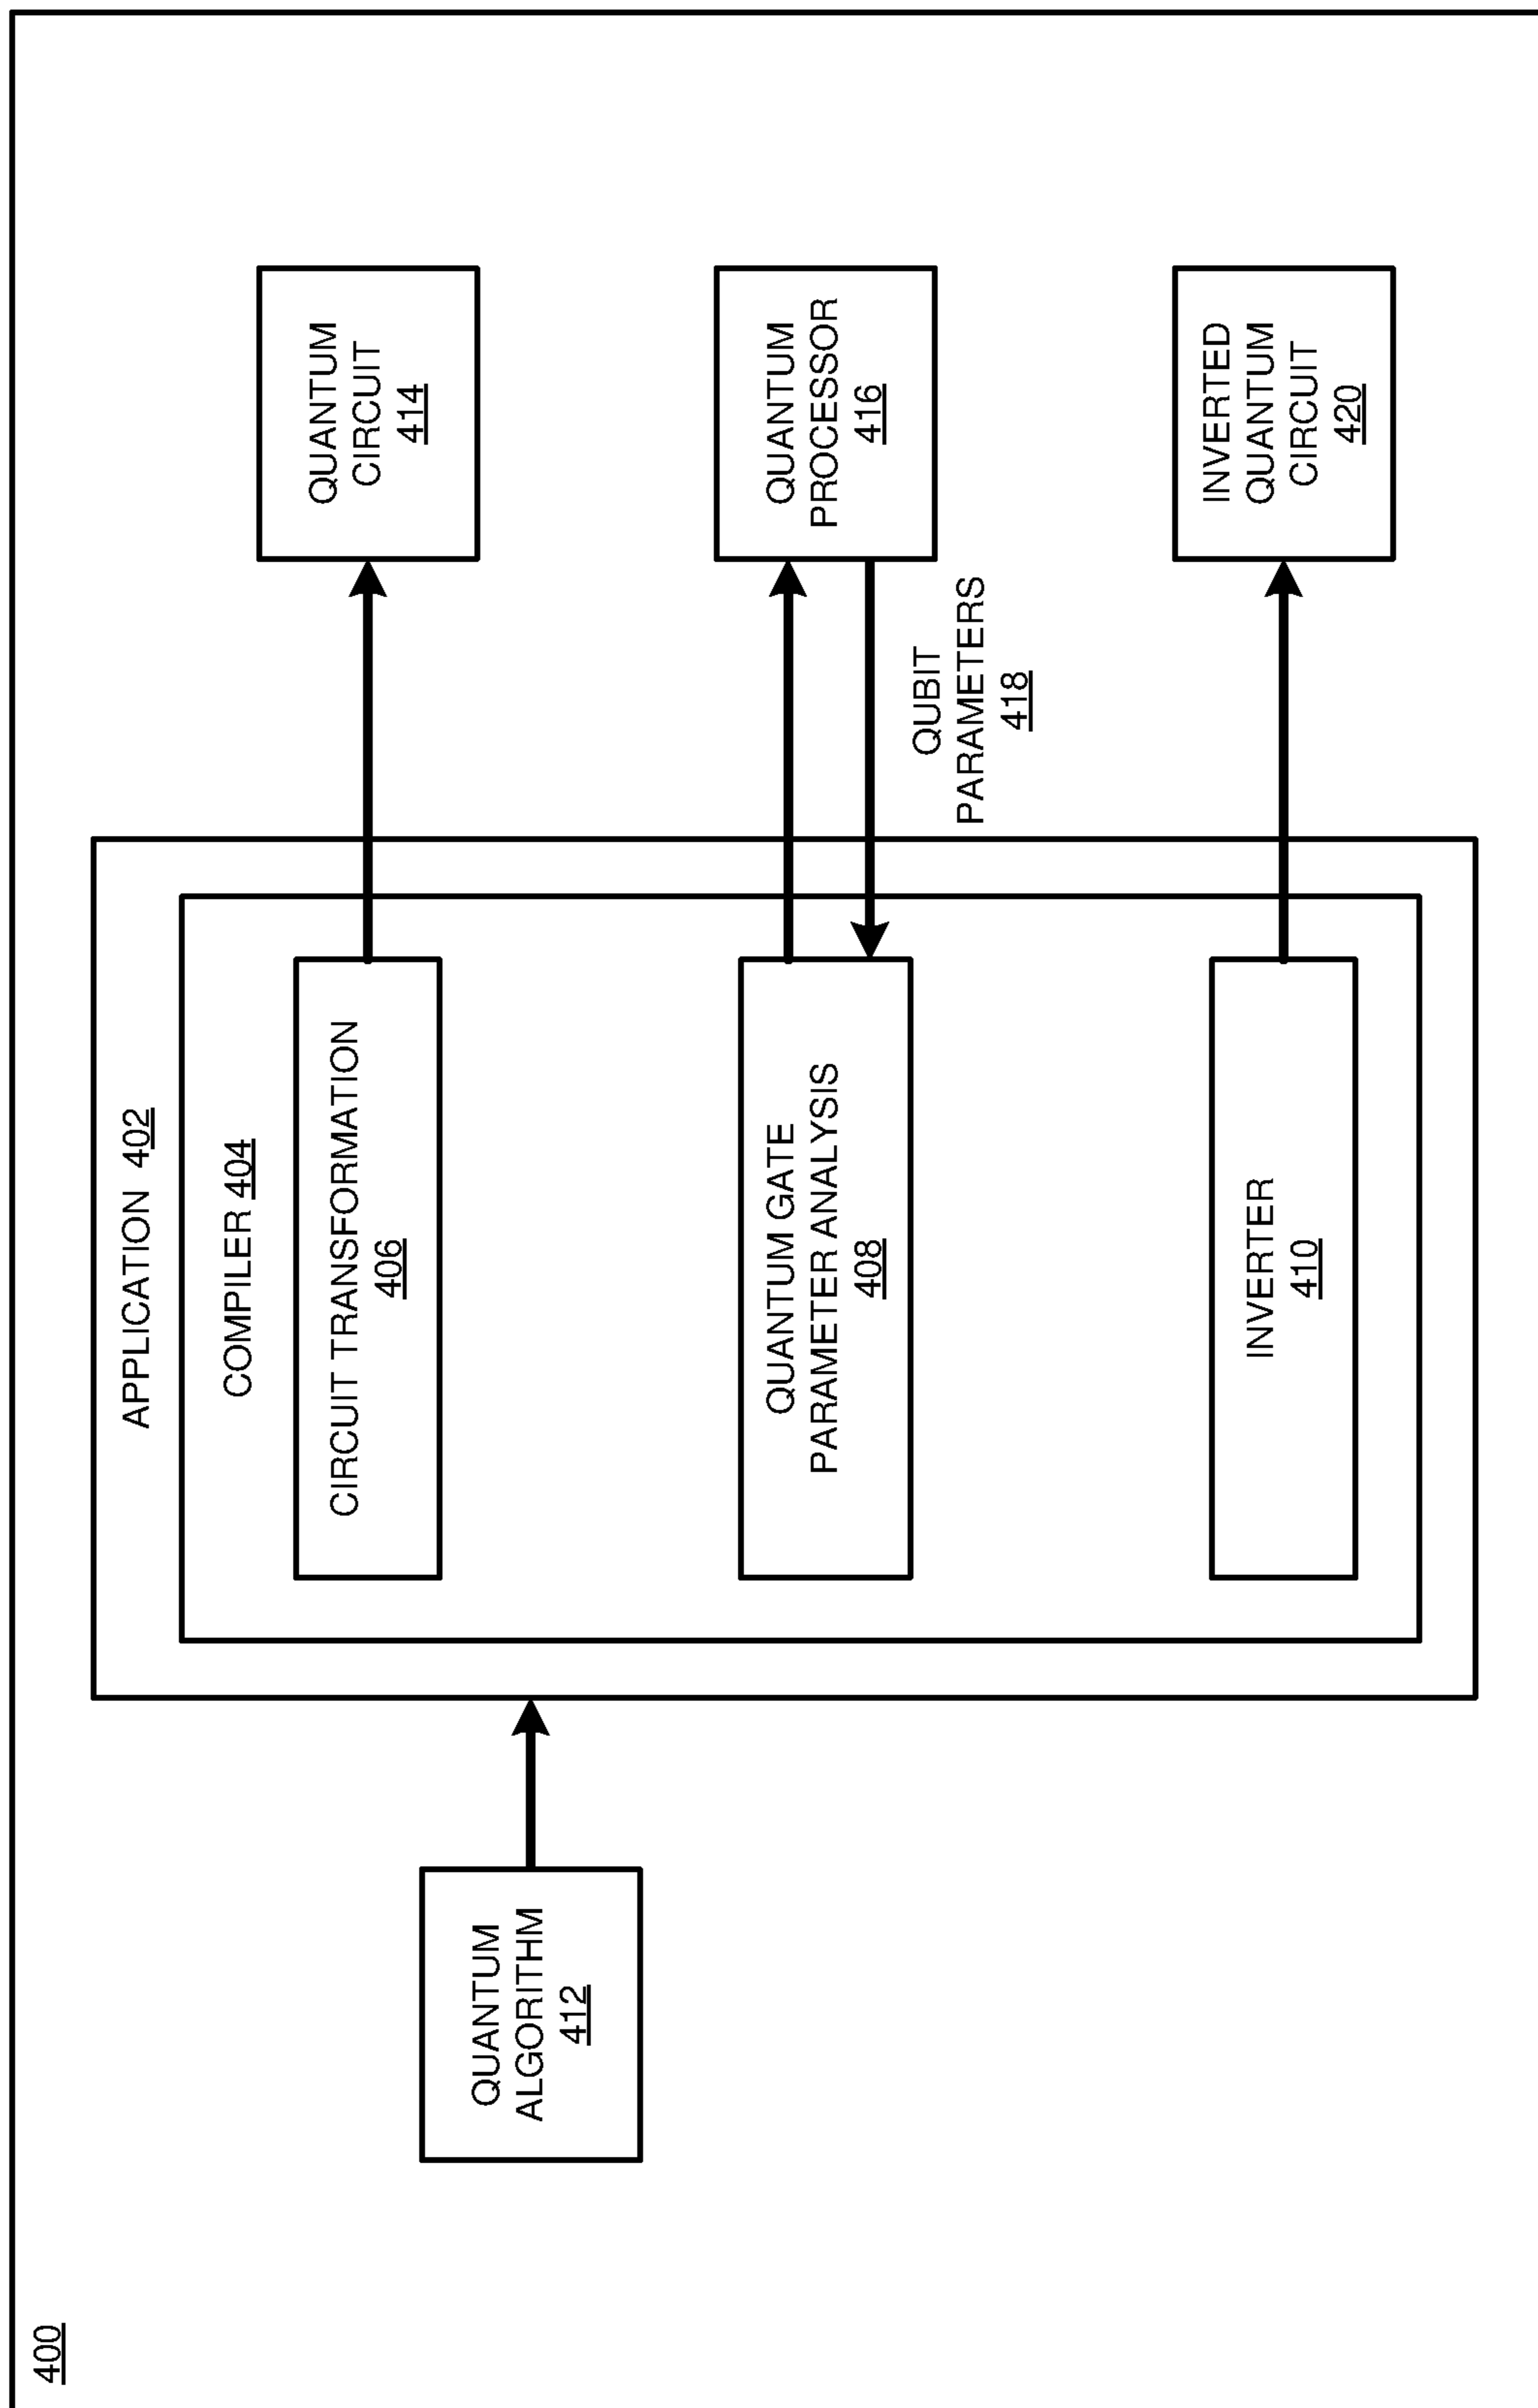 400
APPLICATION 402
COMPILER 404
CIRCUIT TRANSFORMATION
406
QUANTUM GATE
PARAMETER ANALYSIS
408
INVERTER
410
QUANTUM
ALGORITHM
412
QUANTUM
CIRCUIT
414
QUANTUM
PROCESSOR
416
QUBIT
PARAMETERS
418
INVERTED
QUANTUM
CIRCUIT
420